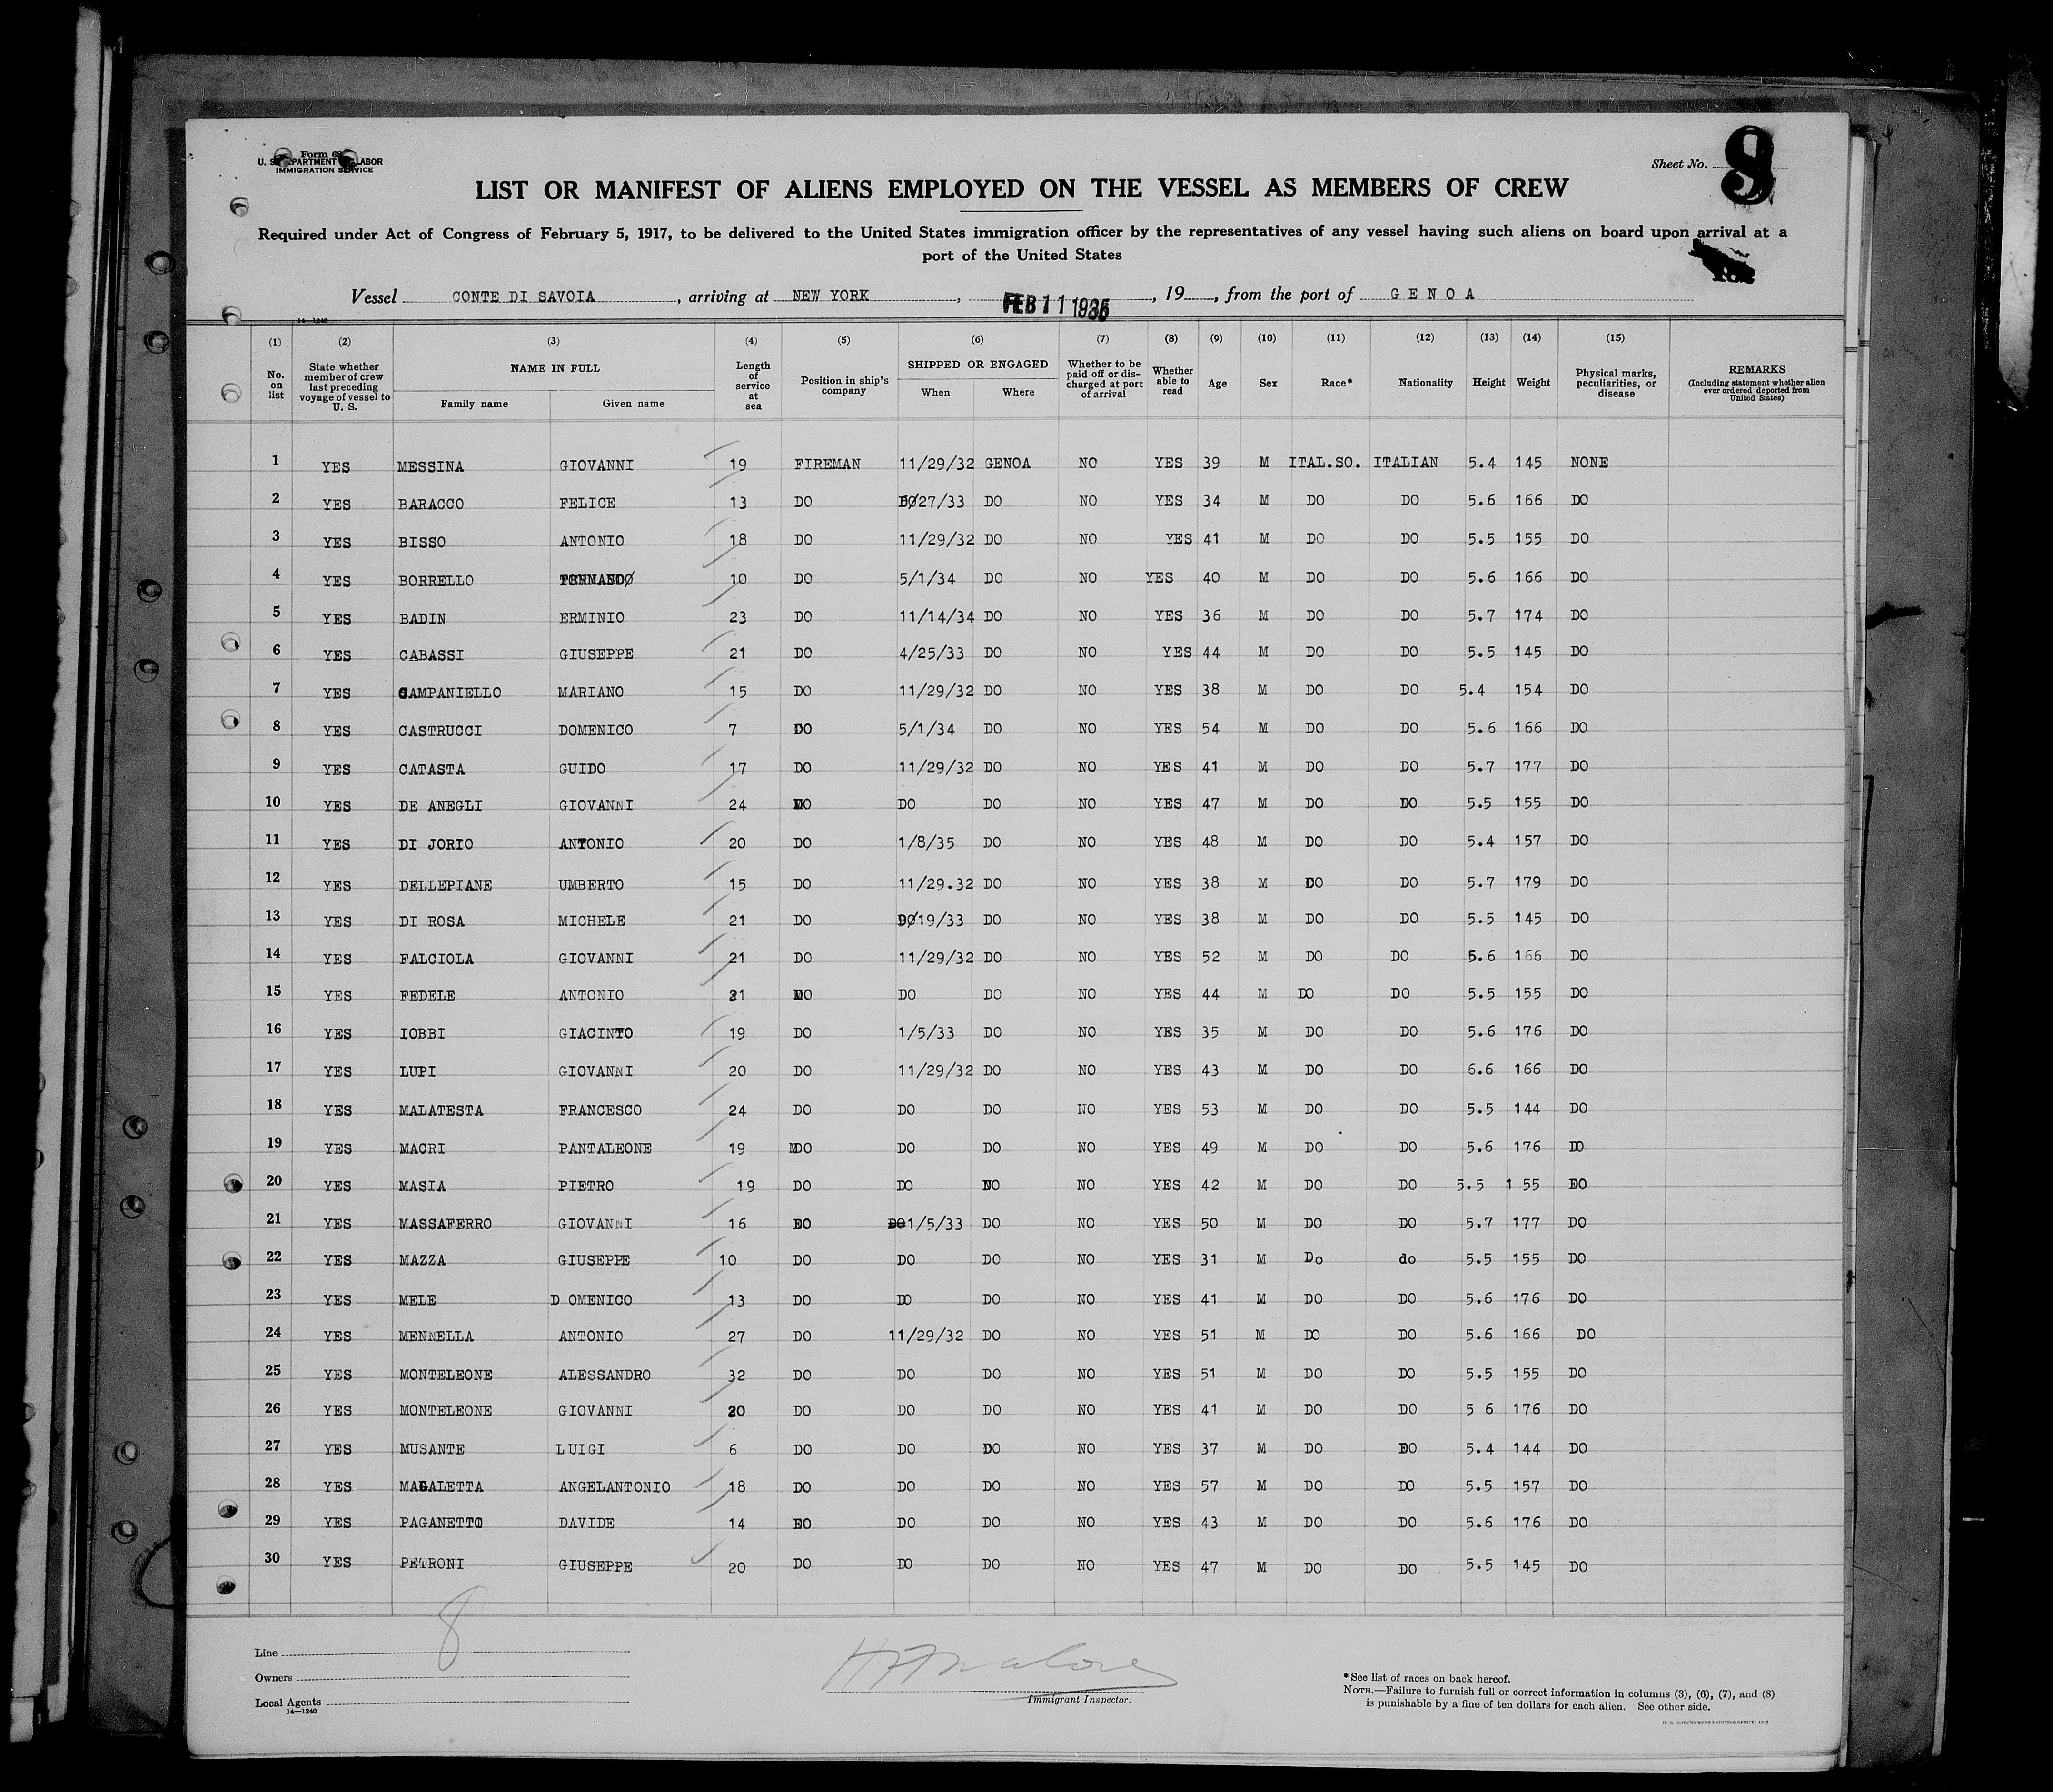 Form 6
U. S. DEPARTMENT OF LABOR
IMMIGRATION SERVICE
Sheet No. 8
LIST OR MANIFEST OF ALIENS EMPLOYED ON THE VESSEL AS MEMBERS OF CREW
Required under Act of Congress of February 5, 1917, to be delivered to the United States immigration officer by the representatives of any vessel having such aliens on board upon arrival at a
port of the United States
Vessel CONTE DI SAVOIA, arriving at NEW YORK, FEB 11 1935, 19, from the port of GENOA
14-1240
(1) (2) (3) (4) (5) (6) (7) (8) (9) (10) (11) (12) (13) (14) (15)
No. on list State whether member of crew last preceding voyage of vessel to U. S. NAME IN FULL Family name Given name Length of service at sea Position in ship's company SHIPPED OR ENGAGED When Where Whether to be paid off or discharged at port of arrival Whether able to read Age Sex Race* Nationality Height Weight Physical marks, peculiarities, or disease REMARKS (Including statement whether alien ever ordered deported from United States)
1 YES MESSINA GIOVANNI 19 FIREMAN 11/29/32 GENOA NO YES 39 M ITAL.SO. ITALIAN 5.4 145 NONE
2 YES BARACCO FELICE 13 DO 27/33 DO NO YES 34 M DO DO 5.6 166 DO
3 YES BISSO ANTONIO 18 DO 11/29/32 DO NO YES 41 M DO DO 5.5 155 DO
4 YES BORRELLO 10 DO 5/1/34 DO NO YES 40 M DO DO 5.6 166 DO
5 YES BADIN ERMINIO 23 DO 11/14/34 DO NO YES 36 M DO DO 5.7 174 DO
6 YES CABASSI GIUSEPPE 21 DO 4/25/33 DO NO YES 44 M DO DO 5.5 145 DO
7 YES CAMPANIELLO MARIANO 15 DO 11/29/32 DO NO YES 38 M DO DO 5.4 154 DO
8 YES CASTRUCCI DOMENICO 7 DO 5/1/34 DO NO YES 54 M DO DO 5.6 166 DO
9 YES CATASTA GUIDO 17 DO 11/29/32 DO NO YES 41 M DO DO 5.7 177 DO
10 YES DE ANEGLI GIOVANNI 24 DO DO DO NO YES 47 M DO DO 5.5 155 DO
11 YES DI JORIO ANTONIO 20 DO 1/8/35 DO NO YES 48 M DO DO 5.4 157 DO
12 YES DELLEPIANE UMBERTO 15 DO 11/29.32 DO NO YES 38 M DO DO 5.7 179 DO
13 YES DI ROSA MICHELE 21 DO 19/33 DO NO YES 38 M DO DO 5.5 145 DO
14 YES FALCIOLA GIOVANNI 21 DO 11/29/32 DO NO YES 52 M DO DO 5.6 166 DO
15 YES FEDELE ANTONIO 21 DO DO DO NO YES 44 M DO DO 5.5 155 DO
16 YES IOBBI GIACINTO 19 DO 1/5/33 DO NO YES 35 M DO DO 5.6 176 DO
17 YES LUPI GIOVANNI 20 DO 11/29/32 DO NO YES 43 M DO DO 6.6 166 DO
18 YES MALATESTA FRANCESCO 24 DO DO DO NO YES 53 M DO DO 5.5 144 DO
19 YES MACRI PANTALEONE 19 DO DO DO NO YES 49 M DO DO 5.6 176 DO
20 YES MASIA PIETRO 19 DO DO DO NO YES 42 M DO DO 5.5 1 55 DO
21 YES MASSAFERRO GIOVANNI 16 DO 1/5/33 DO NO YES 50 M DO DO 5.7 177 DO
22 YES MAZZA GIUSEPPE 10 DO DO DO NO YES 31 M Do do 5.5 155 DO
23 YES MELE D OMENICO 13 DO DO DO NO YES 41 M DO DO 5.6 176 DO
24 YES MENNELLA ANTONIO 27 DO 11/29/32 DO NO YES 51 M DO DO 5.6 166 DO
25 YES MONTELEONE ALESSANDRO 32 DO DO DO NO YES 51 M DO DO 5.5 155 DO
26 YES MONTELEONE GIOVANNI 20 DO DO DO NO YES 41 M DO DO 5 6 176 DO
27 YES MUSANTE LUIGI 6 DO DO DO NO YES 37 M DO DO 5.4 144 DO
28 YES MAGALETTA ANGELANTONIO 18 DO DO DO NO YES 57 M DO DO 5.5 157 DO
29 YES PAGANETTO DAVIDE 14 DO DO DO NO YES 43 M DO DO 5.6 176 DO
30 YES PETRONI GIUSEPPE 20 DO DO DO NO YES 47 M DO DO 5.5 145 DO
8
Line
Owners
Local Agents
14—1240
Immigrant Inspector.
*See list of races on back hereof.
NOTE.—Failure to furnish full or correct information in columns (3), (6), (7), and (8)
is punishable by a fine of ten dollars for each alien. See other side.